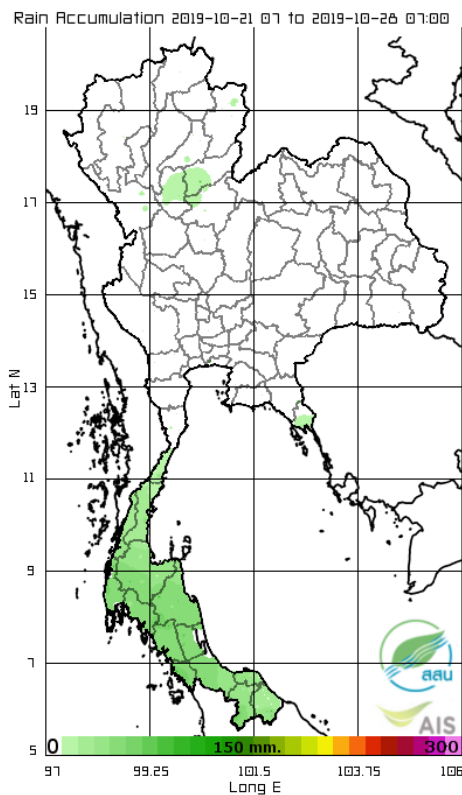 Rain Accumulation 2019-10-21 07 to 2019-10-28 07:00
19
17
15
13
Lat N
11
9
7
สสน
AIS
5
0 150 mm. 300
97 99.25 101.5 103.75 106
Long E